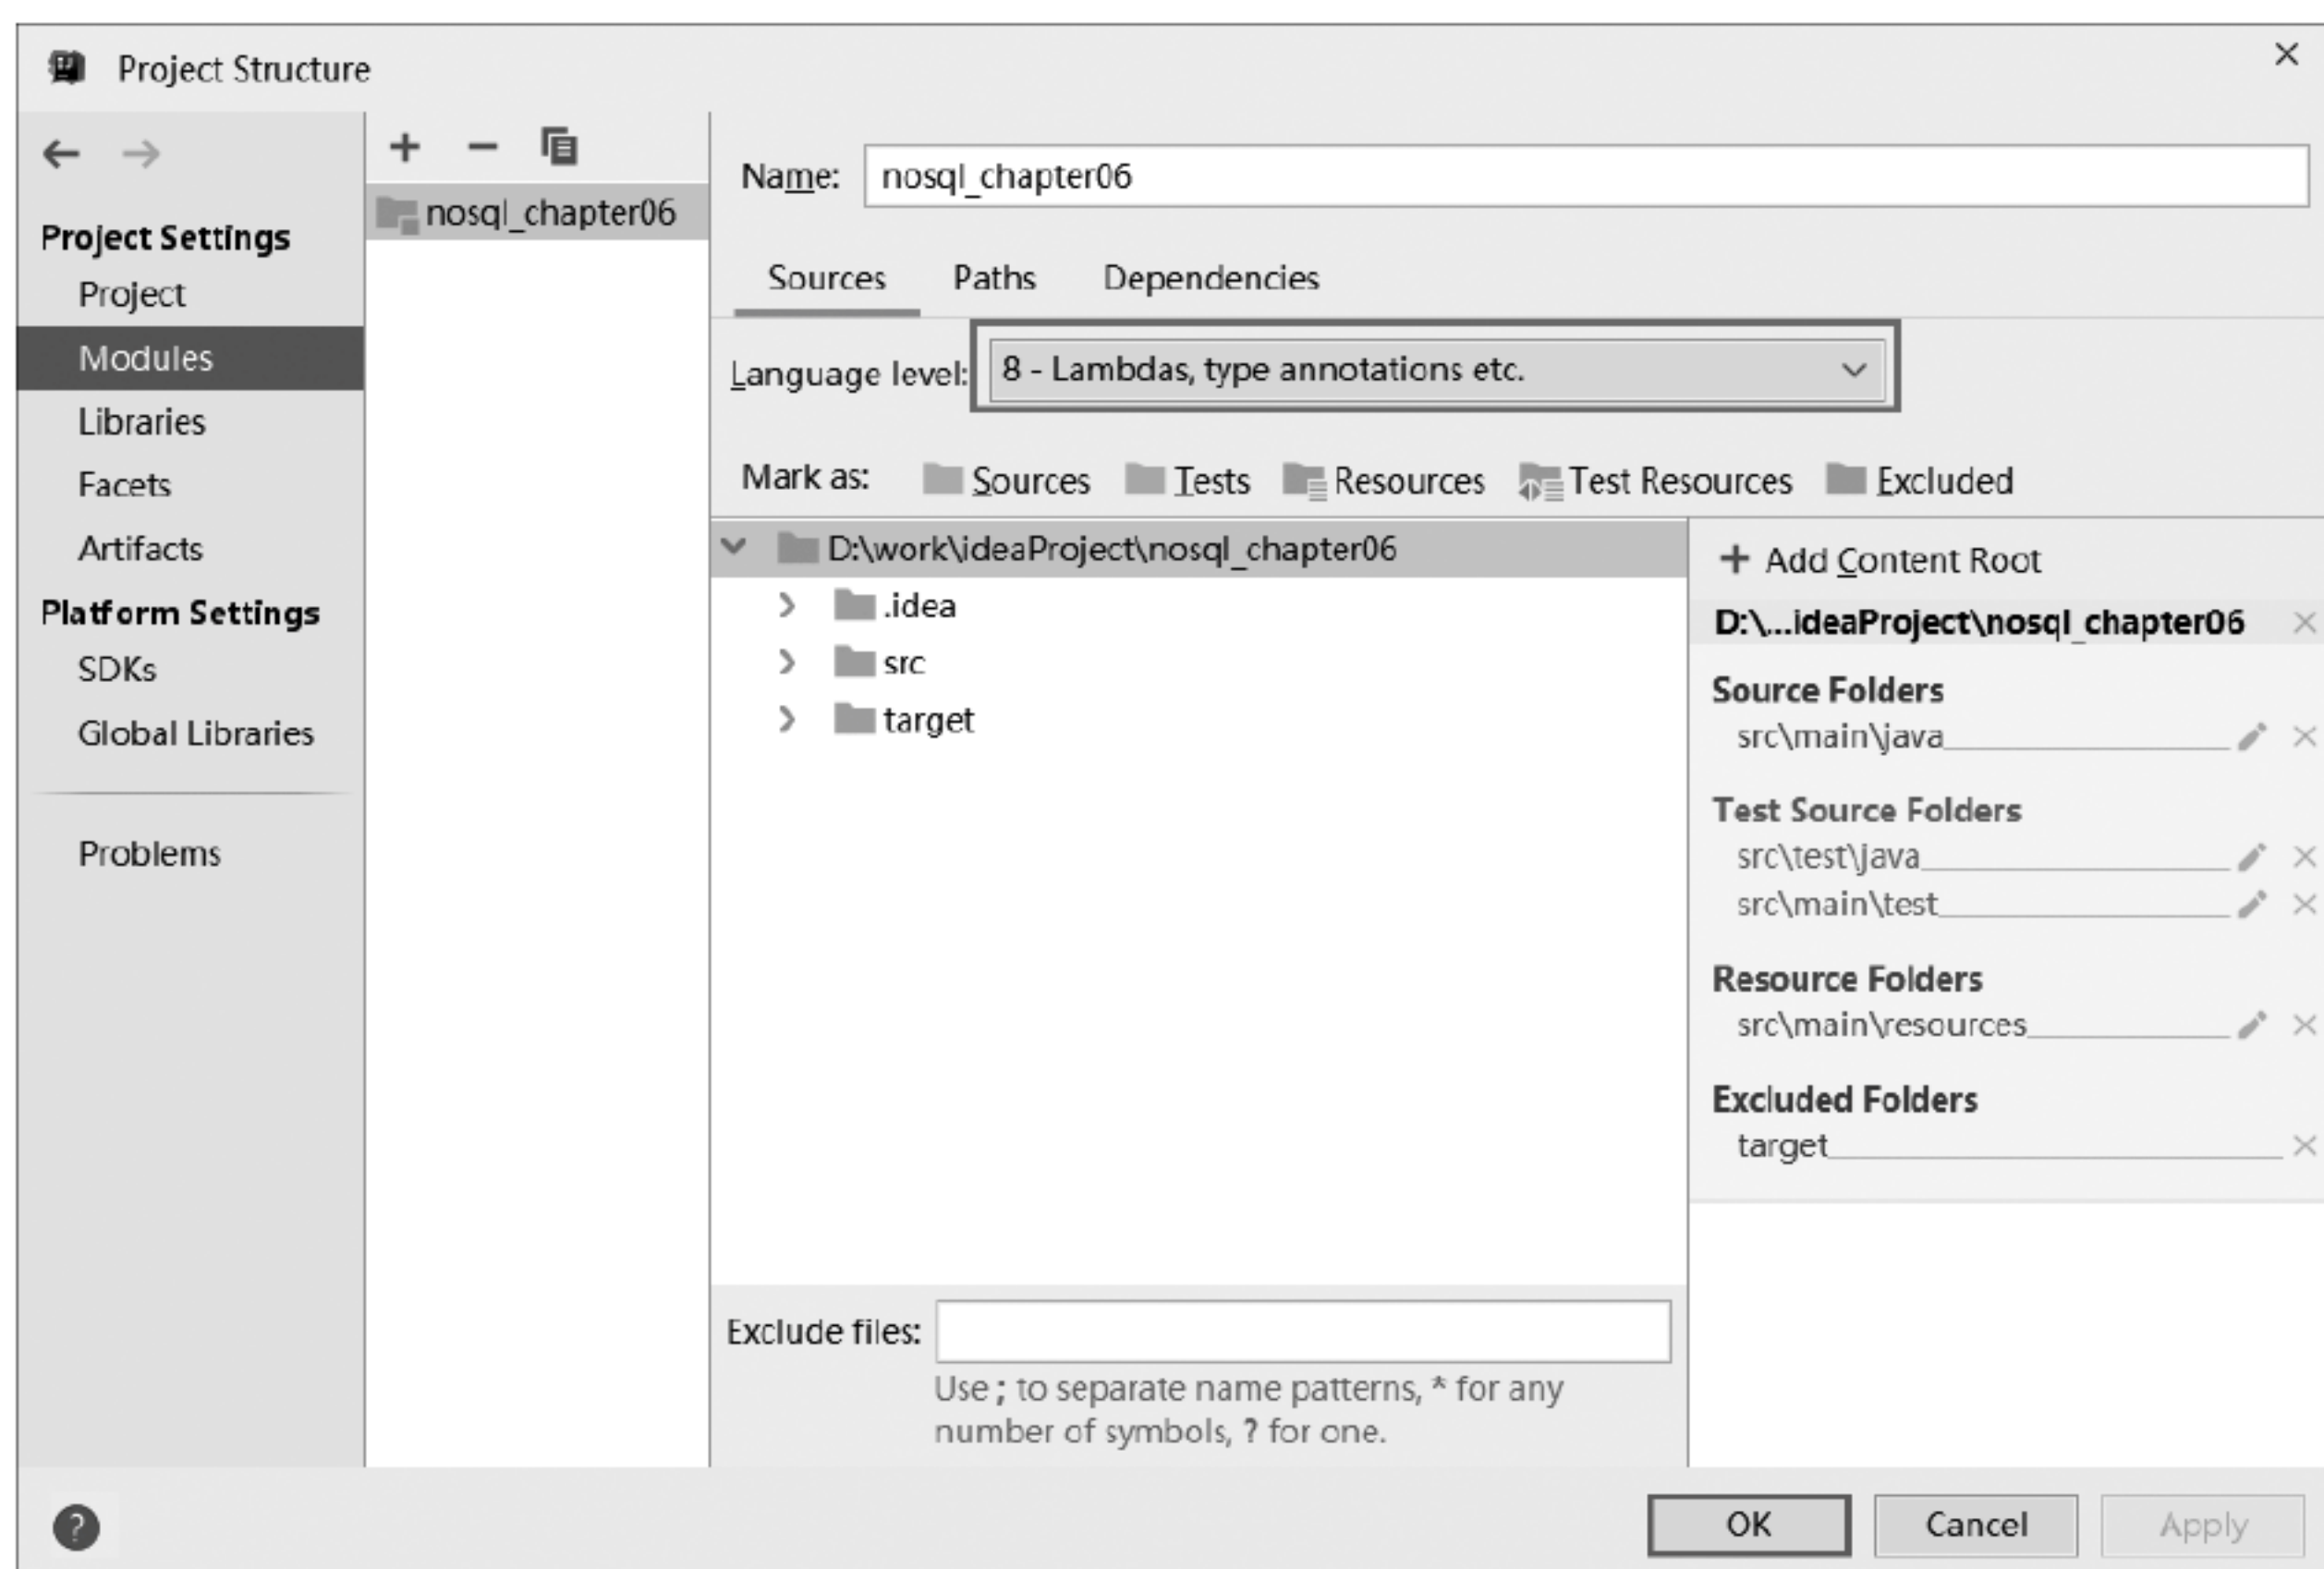 Project Structure
Project Settings
Project
Modules
Libraries
Facets
Artifacts
Platform Settings
SDKs
Global Libraries
Problems
nosql_chapter06
Name: nosql_chapter06
Sources Paths Dependencies
Language level: 8 - Lambdas, type annotations etc.
Mark as: Sources Tests Resources Test Resources Excluded
D:\work\ideaProject\nosql_chapter06
.idea
src
target
Exclude files:
Use ; to separate name patterns, * for any
number of symbols, ? for one.
+ Add Content Root
D:\...ideaProject\nosql_chapter06
Source Folders
src\main\java
Test Source Folders
src\test\java
src\main\test
Resource Folders
src\main\resources
Excluded Folders
target
? OK Cancel Apply